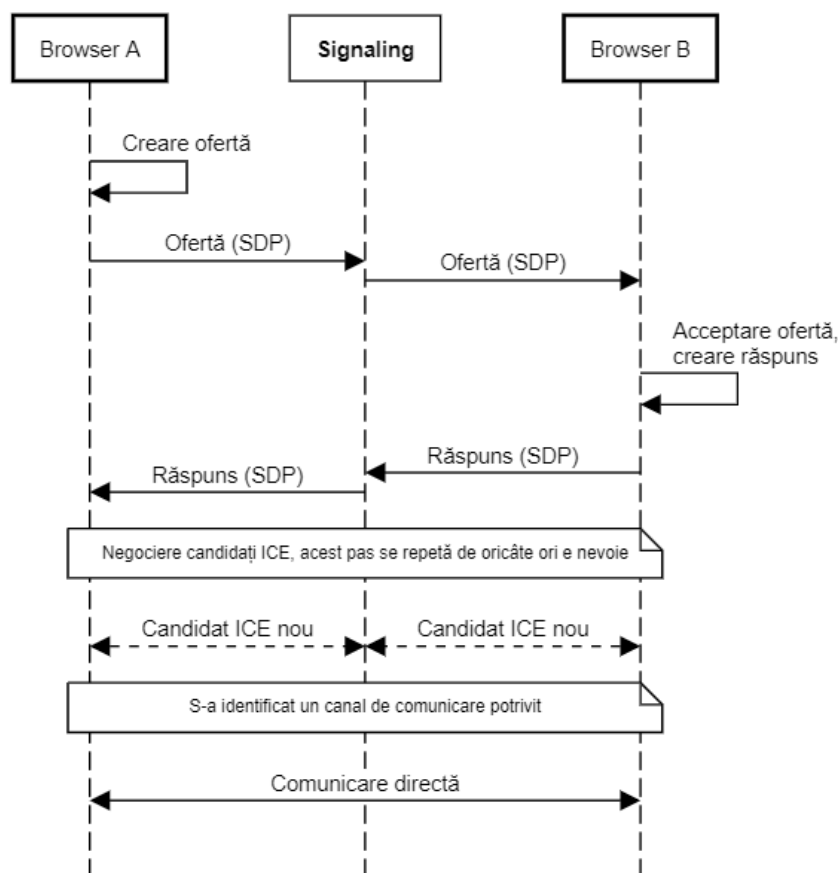 Browser A
Signaling
Browser B
Creare ofertă
Ofertă (SDP)
Ofertă (SDP)
Acceptare ofertă,
creare răspuns
Răspuns (SDP)
Răspuns (SDP)
Negociere candidați ICE, acest pas se repetă de oricâte ori e nevoie
Candidat ICE nou
Candidat ICE nou
S-a identificat un canal de comunicare potrivit
Comunicare directă